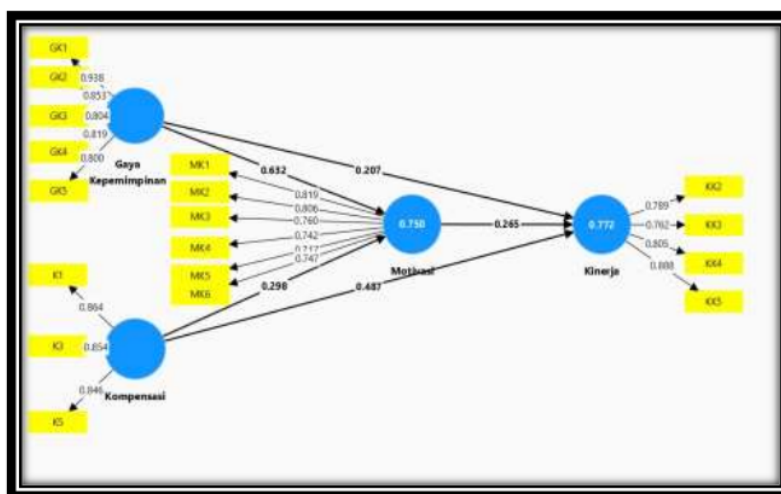 GK1
GK2
0.938
0.853
GK3
0.804
0.819
GK4
0.800
GK5
Gaya
Kepemimpinan
0.632
0.207
MK1
MK2
MK3
MK4
MK5
MK6
0.819
0.806
0.760
0.742
0.717
0.747
0.750
Motivasi
0.265
0.772
Kinerja
KK2
0.789
KK3
0.762
KK4
0.805
0.888
KK5
K1
0.864
K3
0.854
0.846
K5
Kompensasi
0.298
0.487